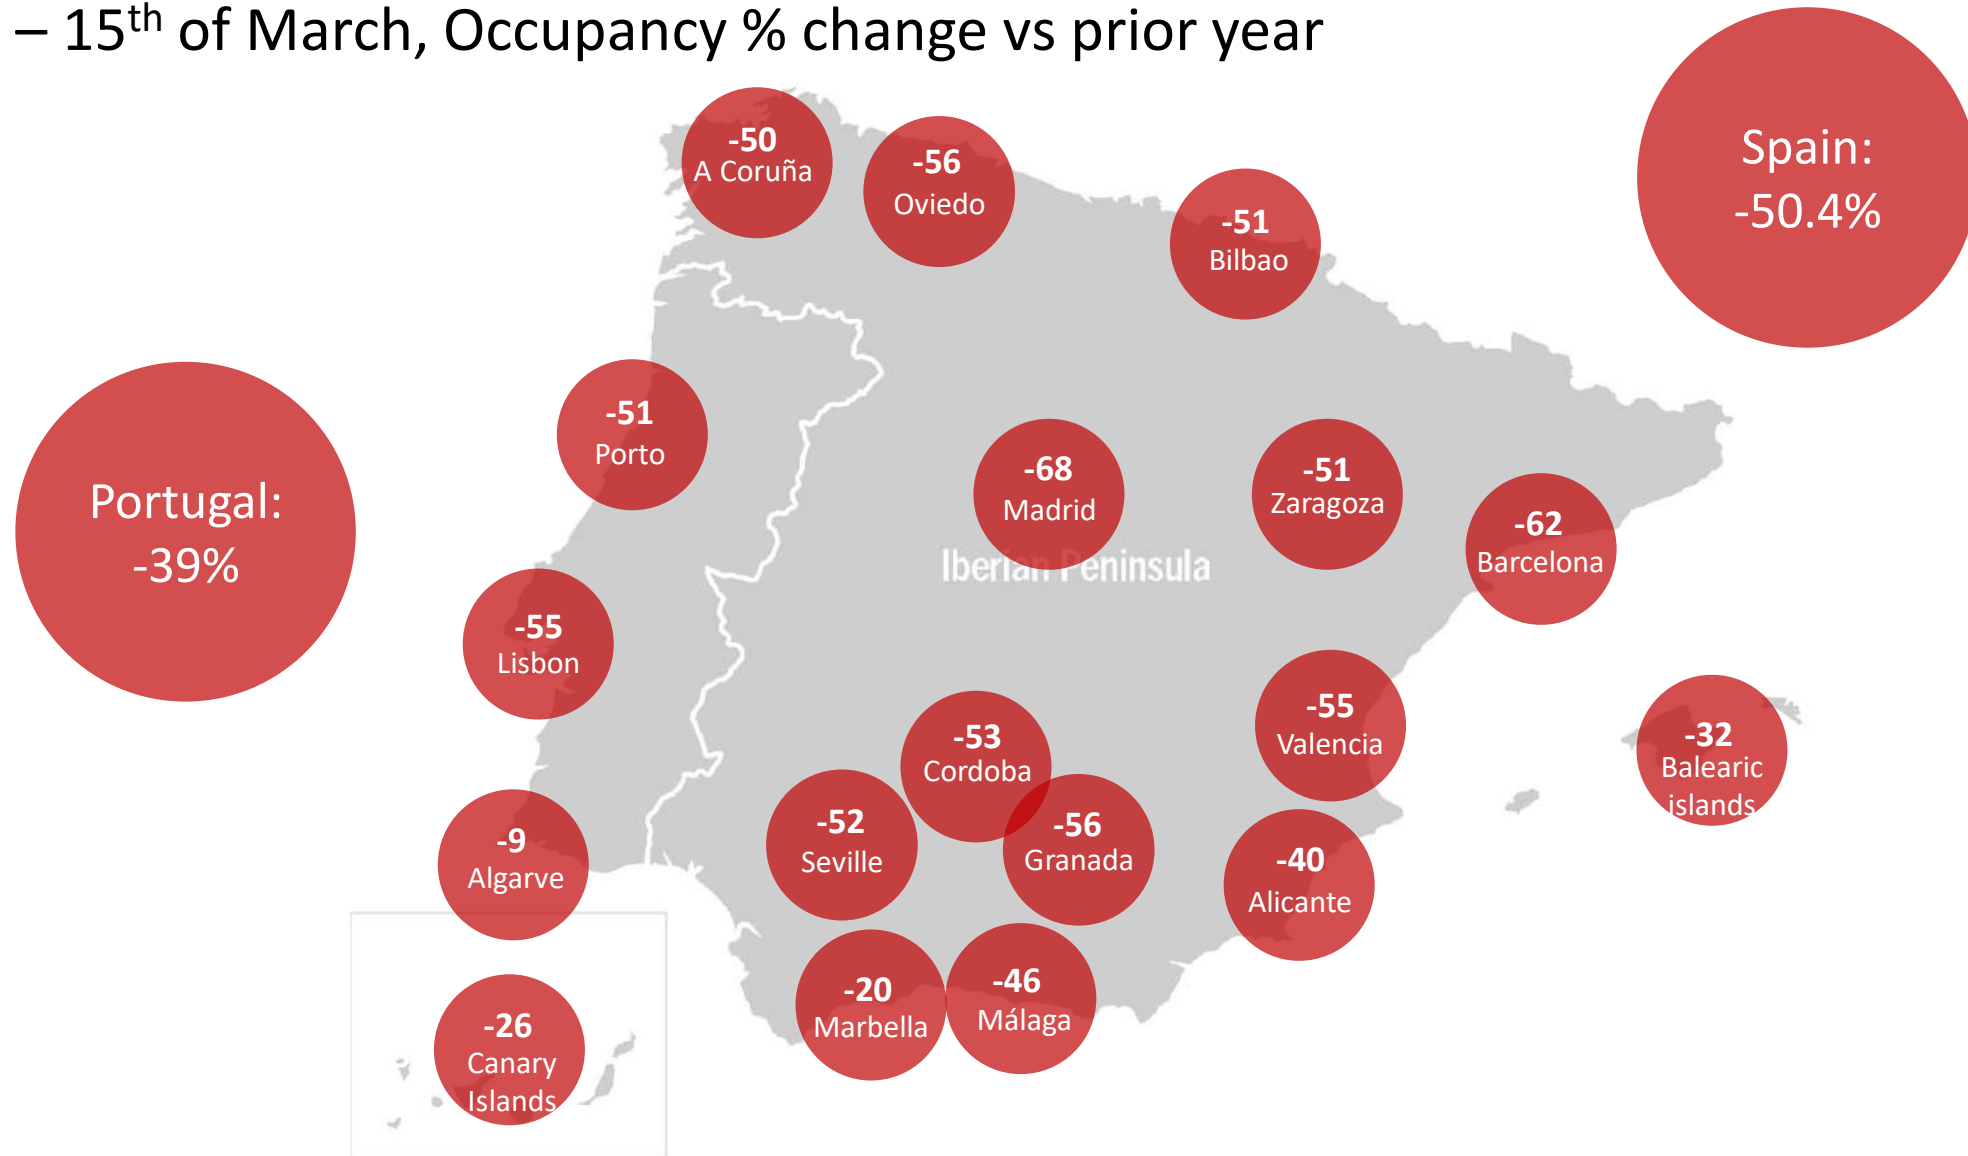 – 15th of March, Occupancy % change vs prior year
Spain:
-50.4%
-50
A Coruña
-56
Oviedo
-51
Bilbao
-51
Porto
-68
Madrid
-51
Zaragoza
-62
Barcelona
Iberian Peninsula
Portugal:
-39%
-55
Lisbon
-53
Cordoba
-55
Valencia
-32
Balearic
islands
-9
Algarve
-52
Seville
-56
Granada
-40
Alicante
-20
Marbella
-46
Málaga
-26
Canary
Islands